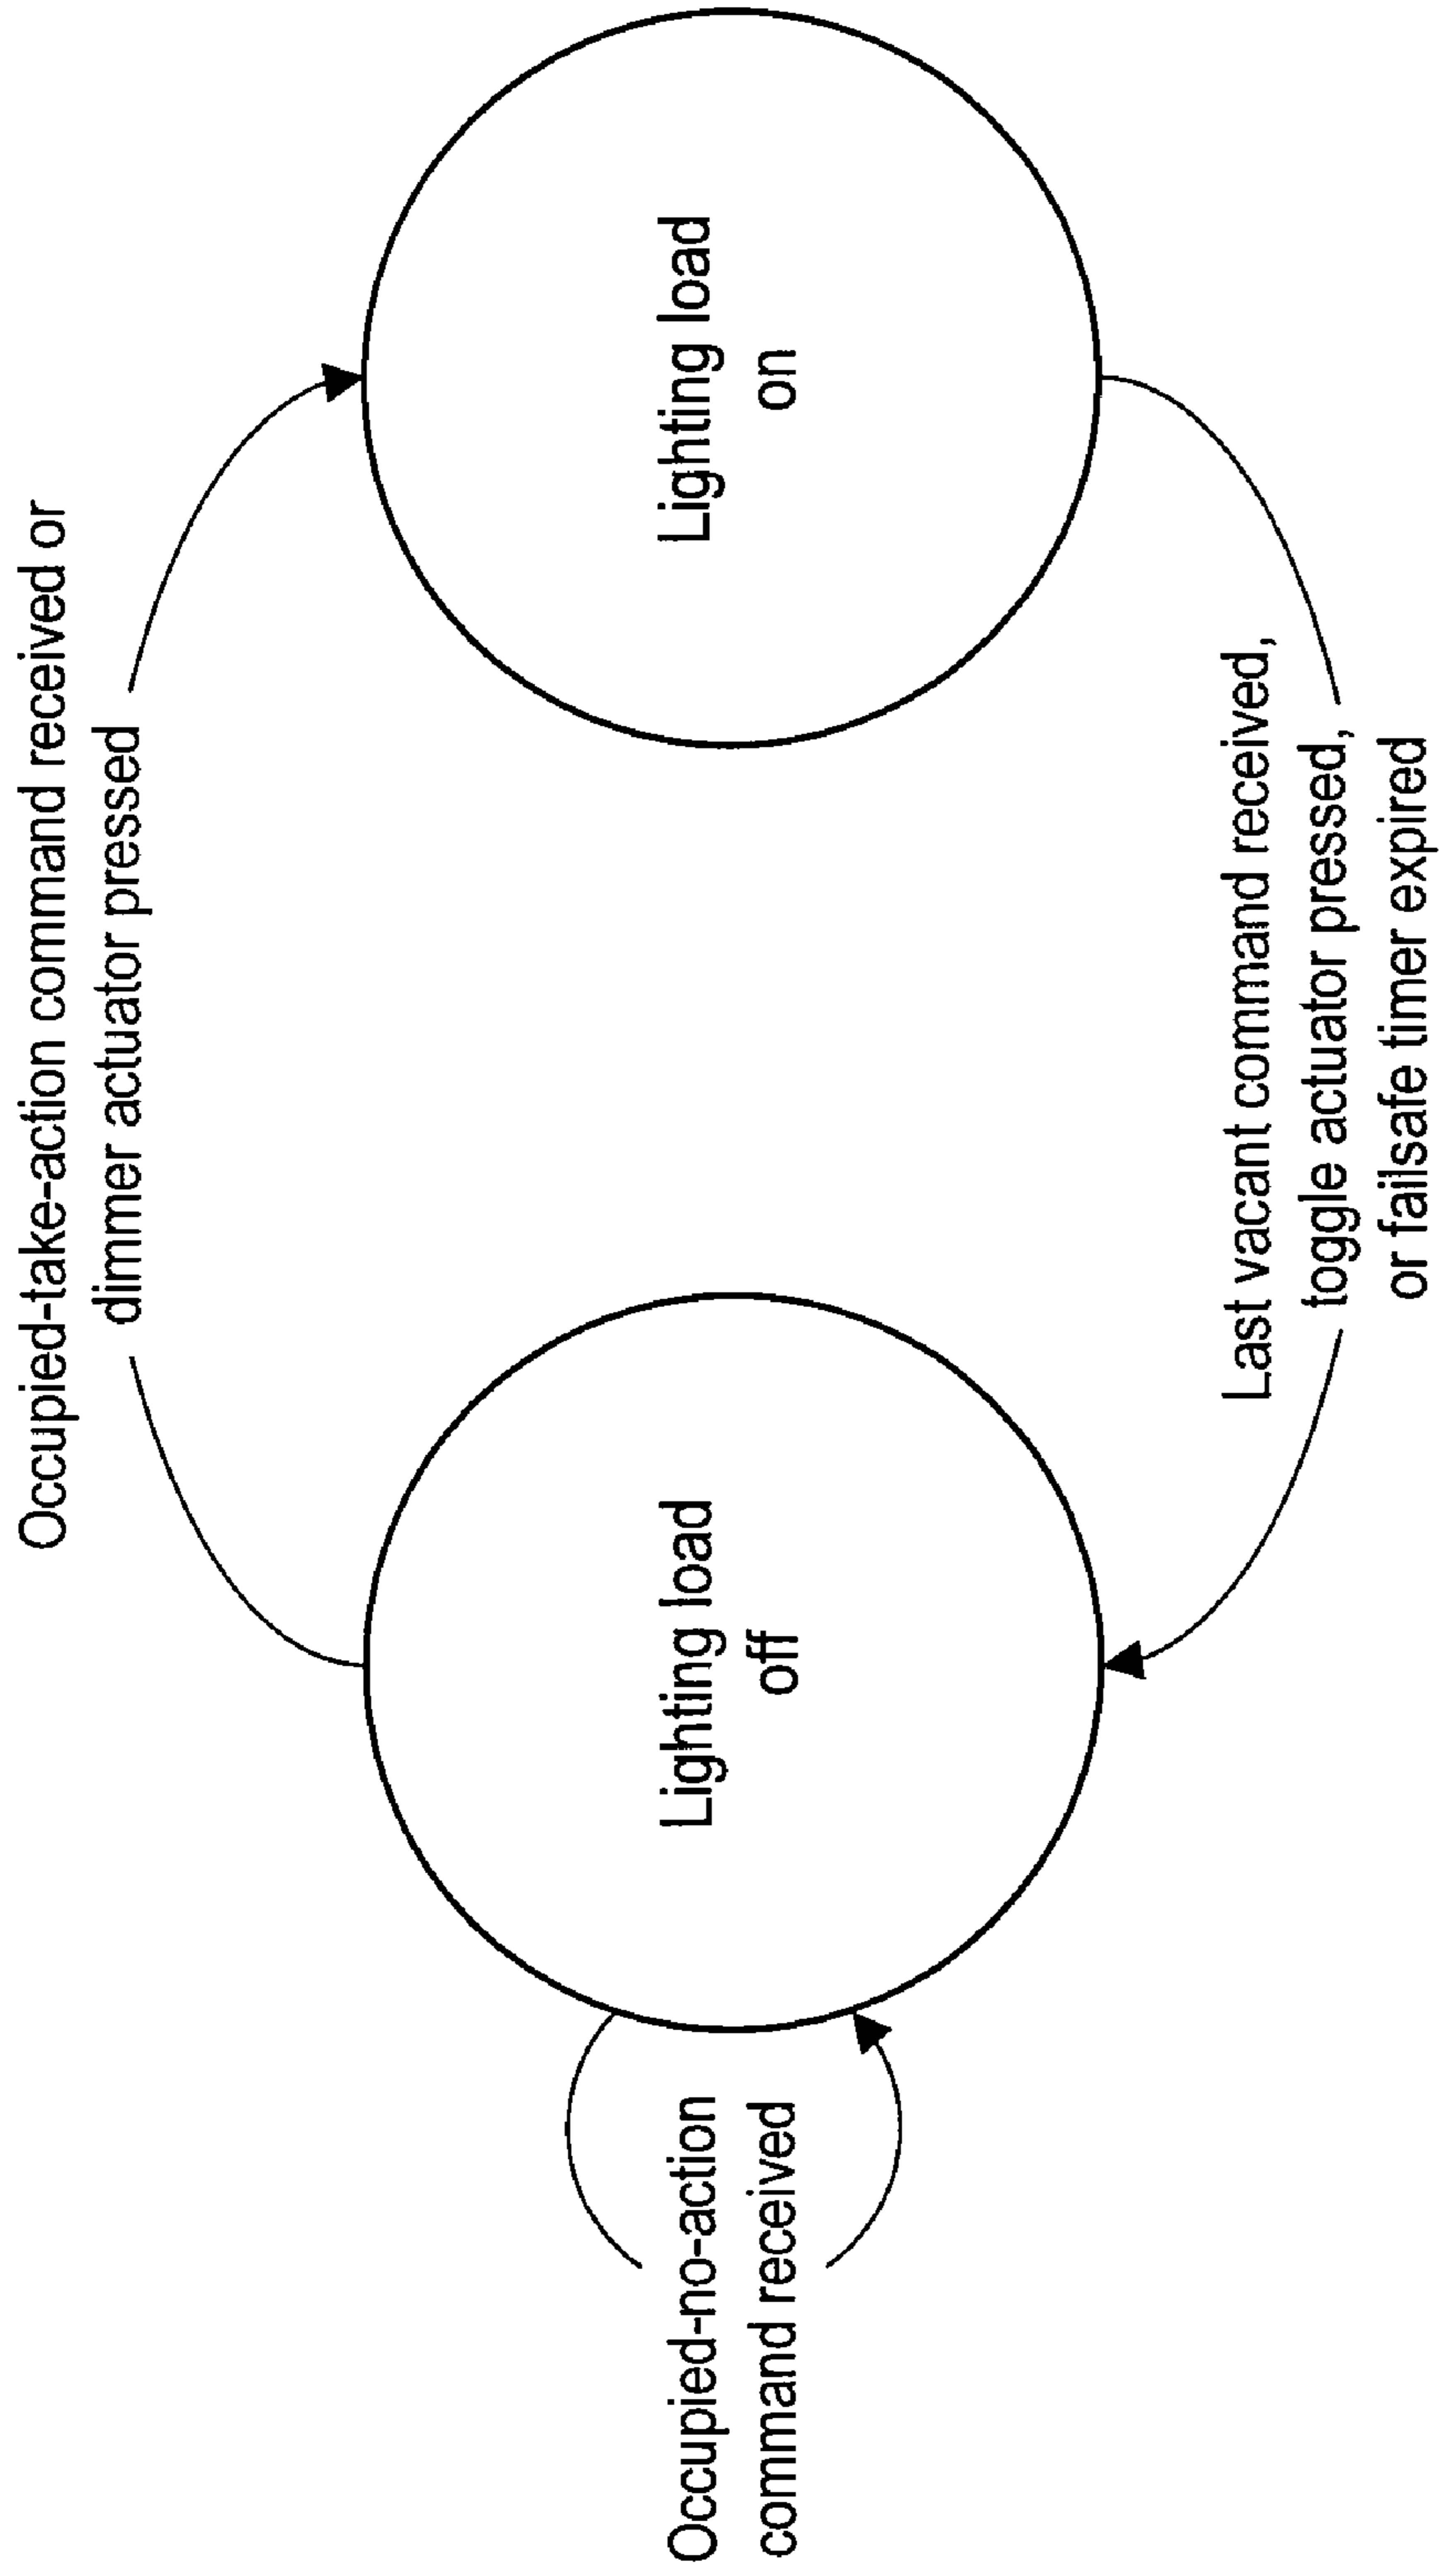 Occupied-take-action command received or
dimmer actuator pressed
Occupied-no-action
command received
Lighting load
off
Lighting load
on
Last vacant command received,
toggle actuator pressed,
or failsafe timer expired